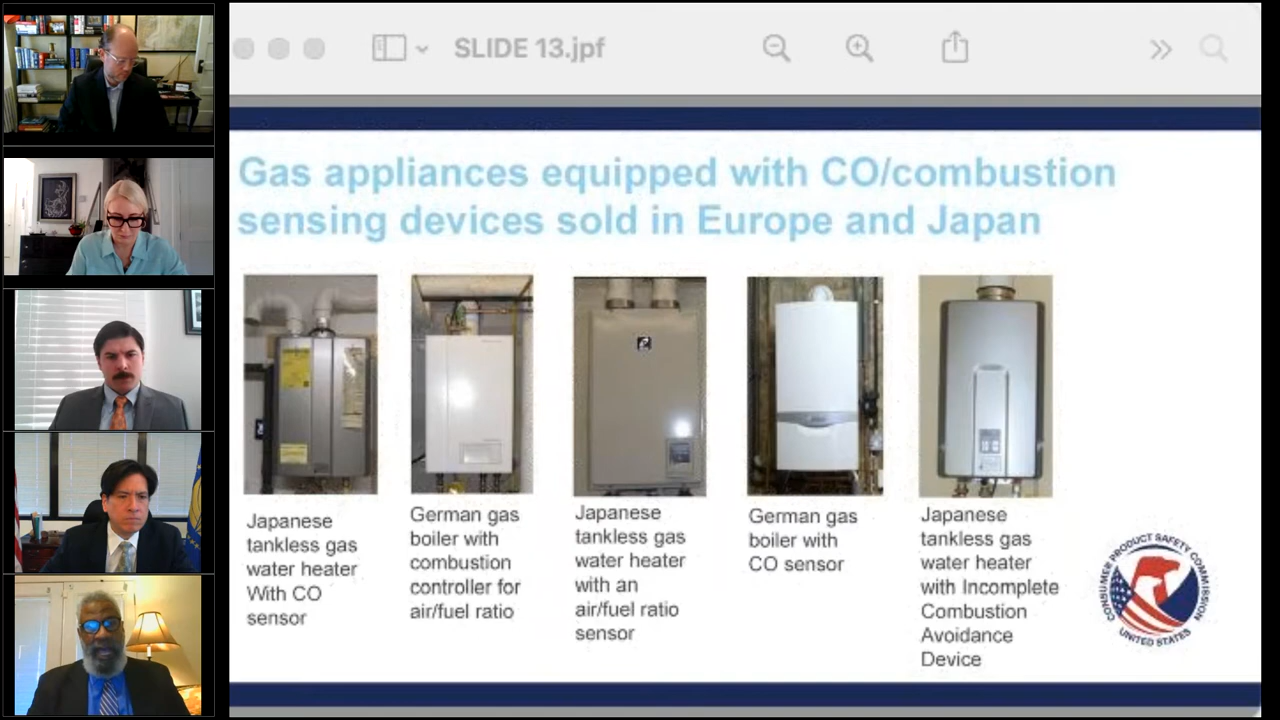 SLIDE 13.jpf
Gas appliances equipped with CO/combustion
sensing devices sold in Europe and Japan
Japanese
tankless gas
water heater
With CO
sensor
German gas
boiler with
combustion
controller for
air/fuel ratio
Japanese
tankless gas
water heater
with an
air/fuel ratio
sensor
German gas
boiler with
CO sensor
Japanese
tankless gas
water heater
with Incomplete
Combustion
Avoidance
Device
CONSUMER PRODUCT SAFETY COMMISSION
UNITED STATES